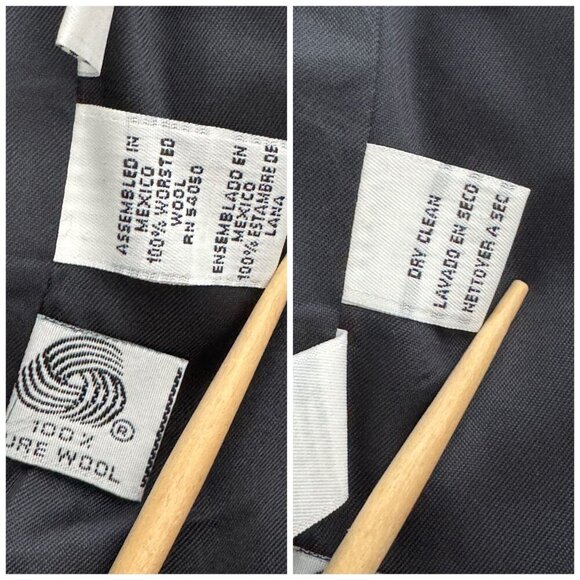 ASSEMBLED IN
MEXICO
100% WORSTED
WOOL
RN 54050
ENSEMBLADO EN
MEXICO
100% ESTAMBRE DE
LANA
100%
URE WOOL
®
DRY CLEAN
LAVADO EN SECO
NETTOYER A SEC